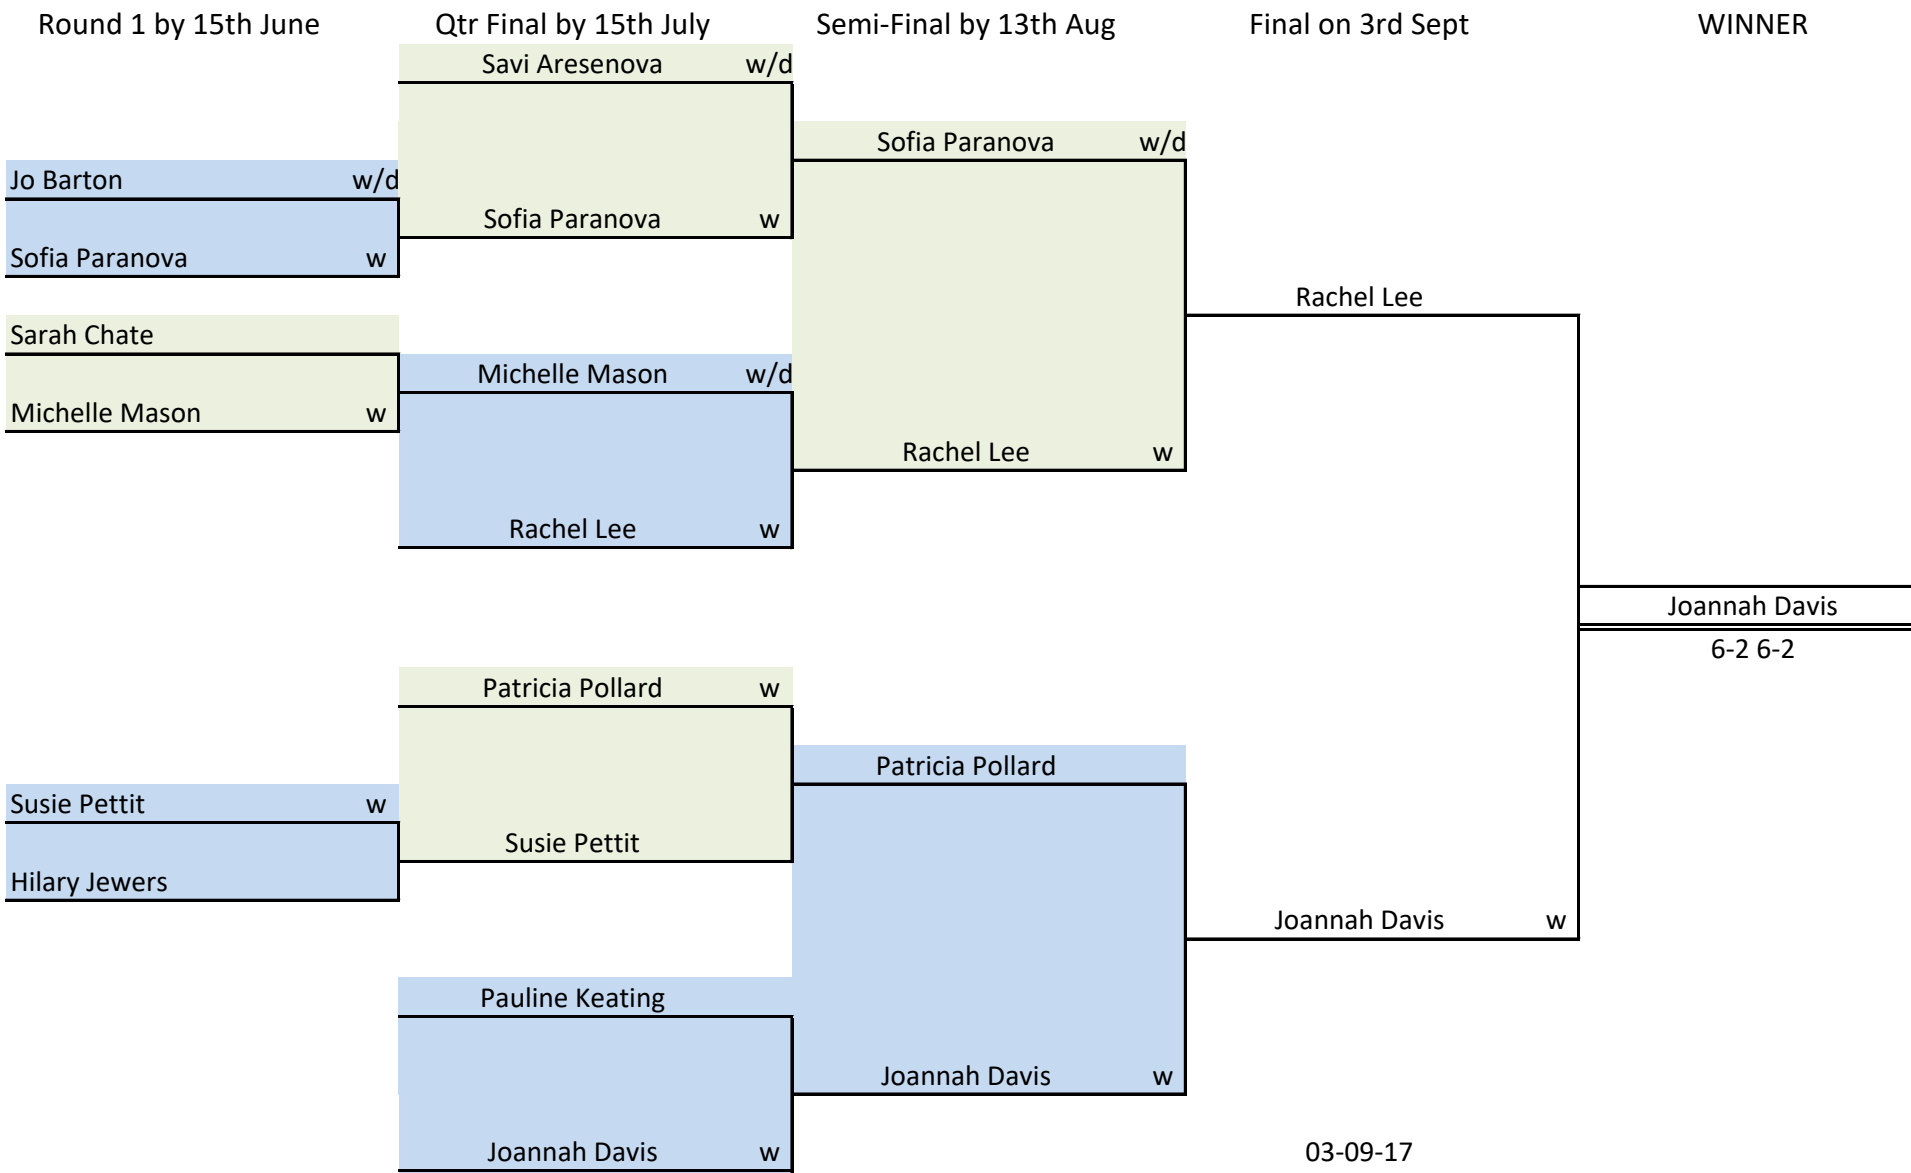 Round 1 by 15th June Qtr Final by 15th July Semi-Final by 13th Aug Final on 3rd Sept WINNER
Savi Aresenova w/d
Sofia Paranova w/d
Jo Barton w/d
Sofia Paranova w
Sofia Paranova w
Rachel Lee
Sarah Chate
Michelle Mason w/d
Michelle Mason w
Rachel Lee w
Rachel Lee w
Joannah Davis
6-2 6-2
Patricia Pollard w
Patricia Pollard
Susie Pettit w
Susie Pettit
Hilary Jewers
Joannah Davis w
Pauline Keating
Joannah Davis w
Joannah Davis w
03-09-17